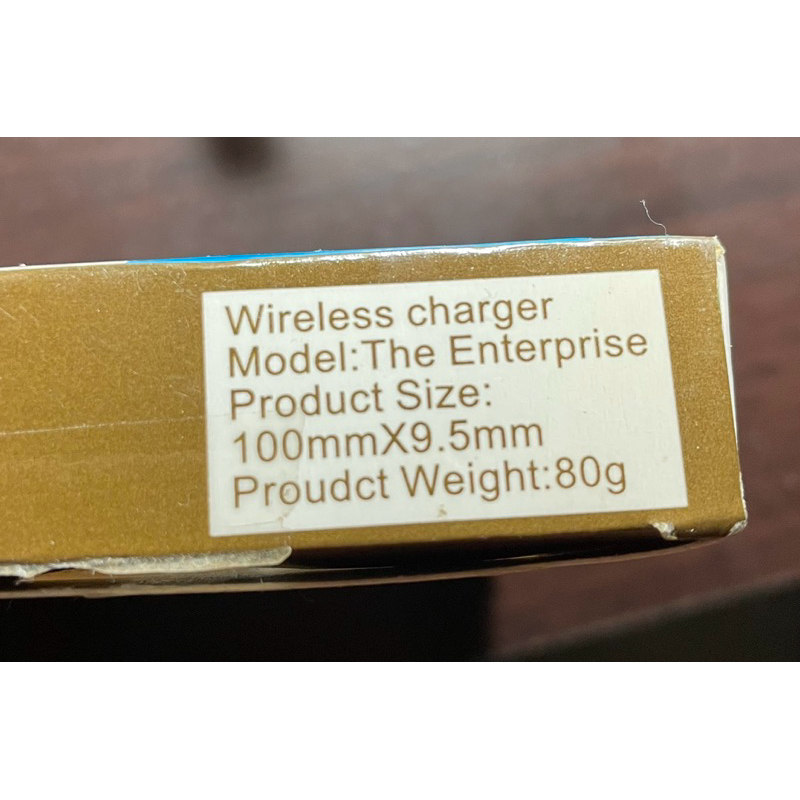 Wireless charger
Model:The Enterprise
Product Size:
100mmX9.5mm
Proudct Weight:80g